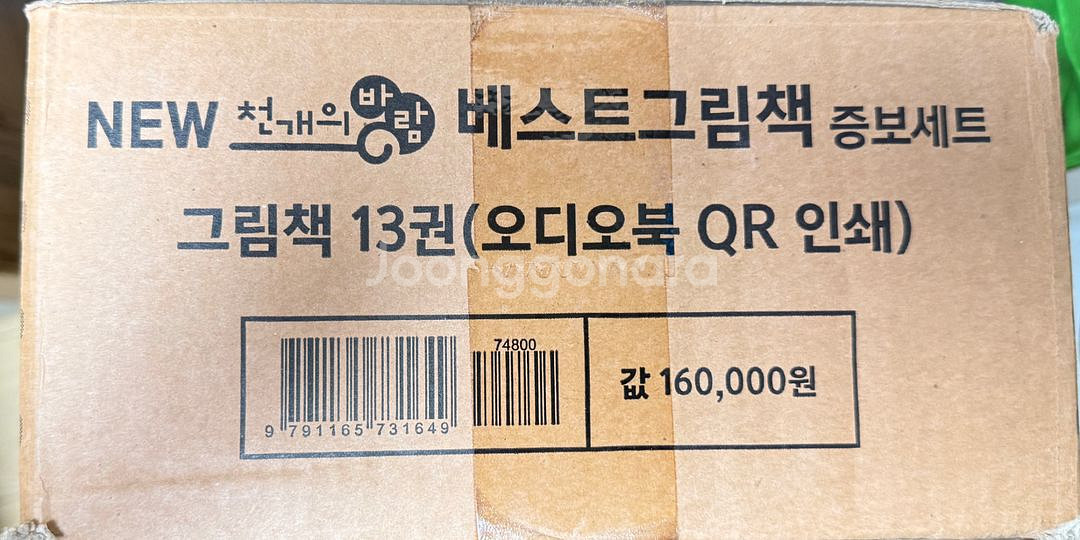 NEW 천개의바람 베스트그림책 증보세트
그림책 13권(오디오북 QR 인쇄)
Joonggonara
74800
값 160,000원
9 791165 731649